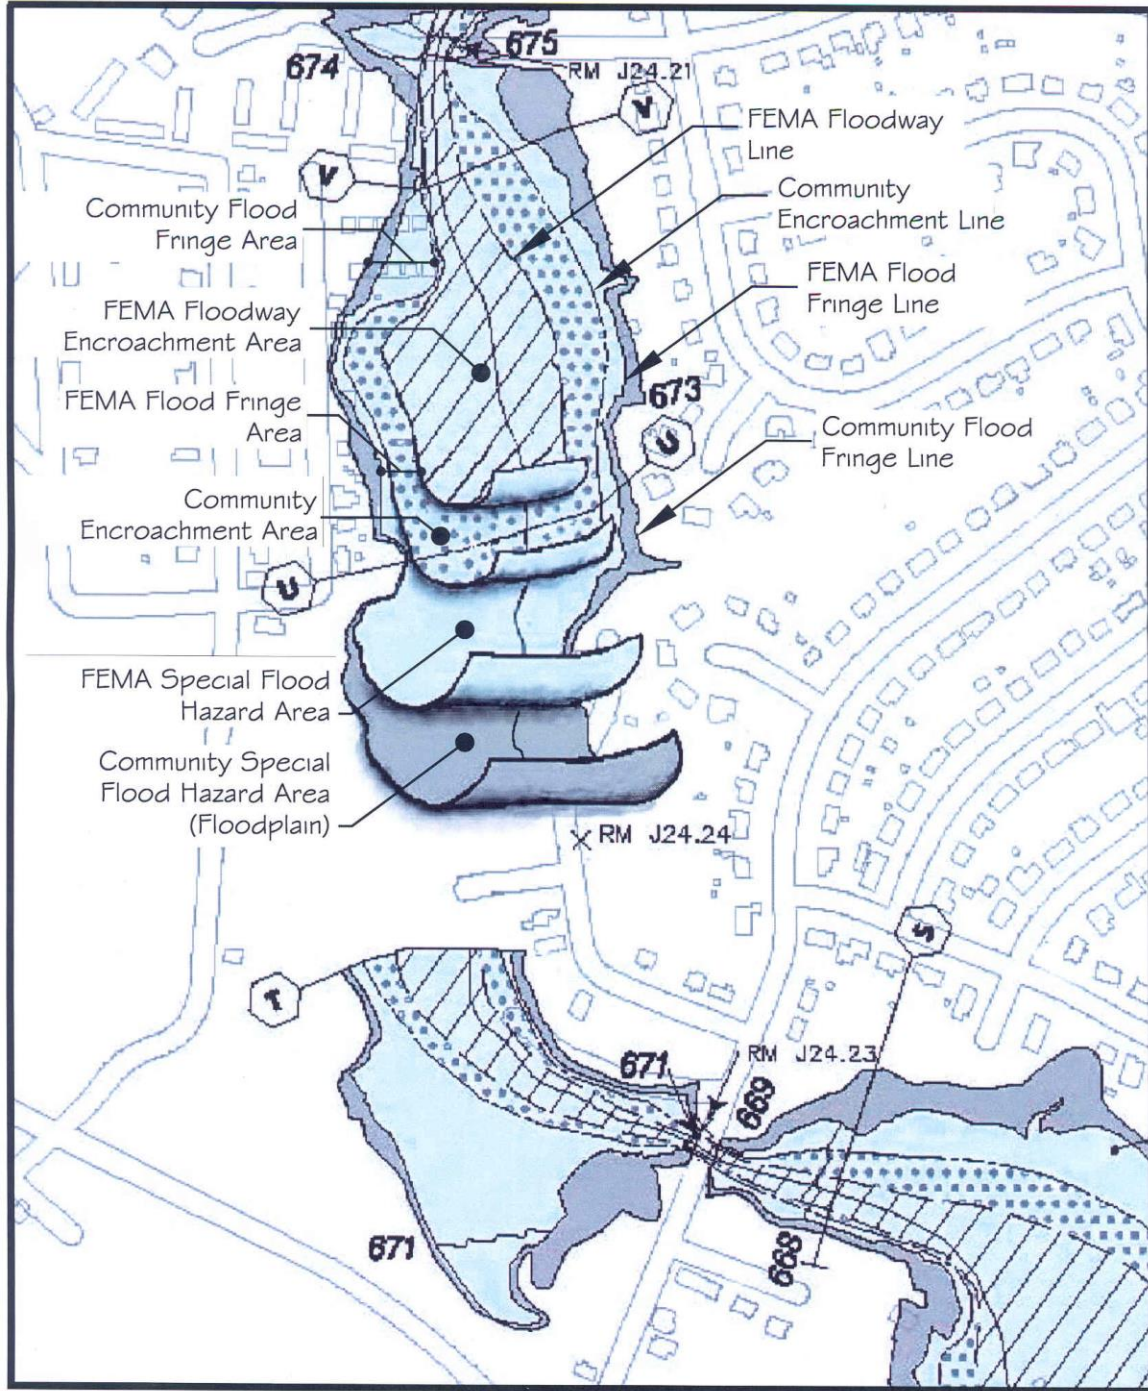 675
674
RM J24.21
V
FEMA Floodway
Line
V
Community Flood
Fringe Area
Community
Encroachment Line
FEMA Flood
Fringe Line
FEMA Floodway
Encroachment Area
673
FEMA Flood Fringe
Area
U
Community Flood
Fringe Line
Community
Encroachment Area
U
FEMA Special Flood
Hazard Area
Community Special
Flood Hazard Area
(Floodplain)
RM J24.24
S
T
671
RM J24.23
669
671
668